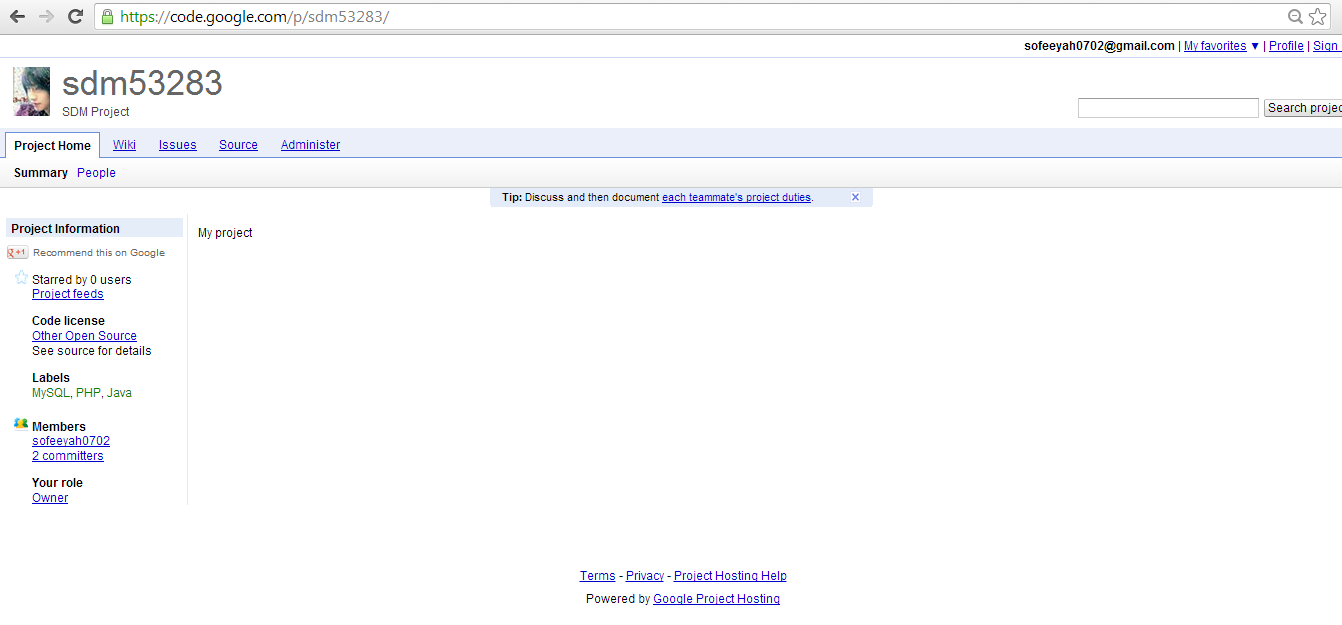 https://code.google.com/p/sdm53283/
sofeeyah0702@gmail.com | My favorites ▼ | Profile | Sign
sdm53283
SDM Project
Search projec
Project Home Wiki Issues Source Administer
Summary People
Tip: Discuss and then document each teammate's project duties. x
Project Information
My project
g +1 Recommend this on Google
Starred by 0 users
Project feeds
Code license
Other Open Source
See source for details
Labels
MySQL, PHP, Java
Members
sofeeyah0702
2 committers
Your role
Owner
Terms - Privacy - Project Hosting Help
Powered by Google Project Hosting